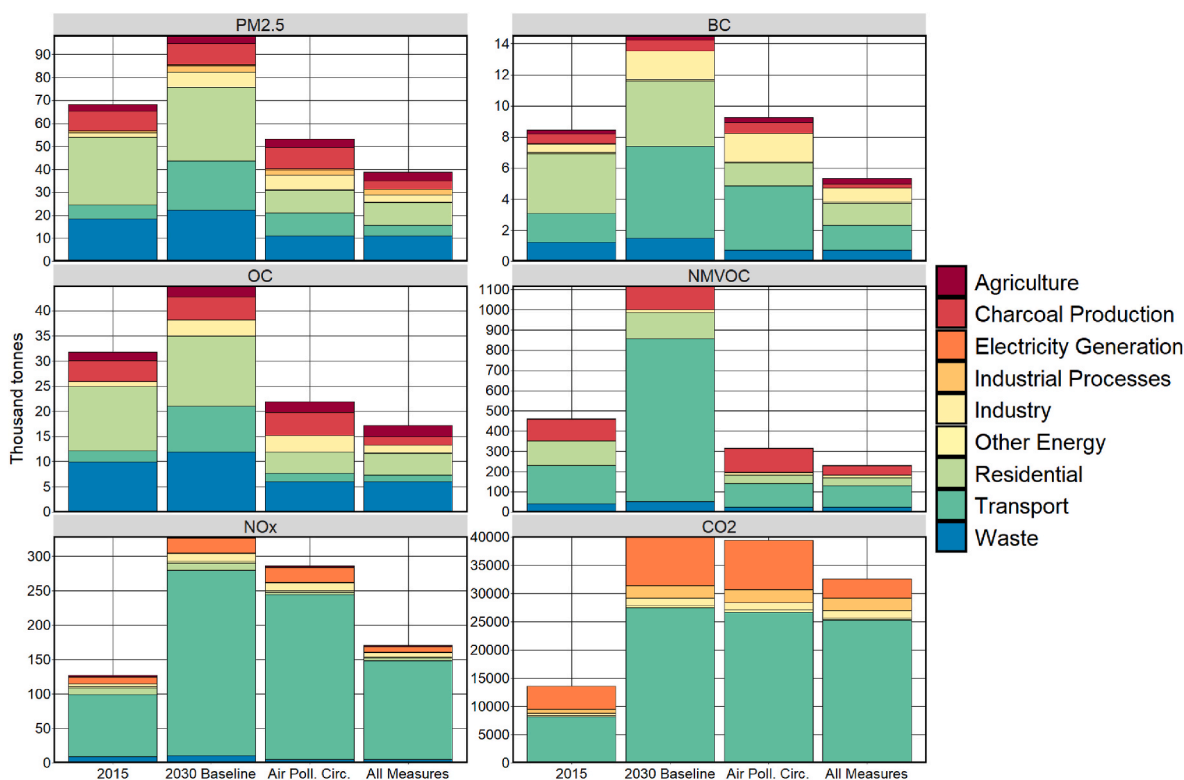 PM2.5
BC
90
80
70
60
50
40
30
20
10
0
14
12
10
8
6
4
2
0
OC
NMVOC
40
35
30
25
20
15
10
5
0
1100
1000
900
800
700
600
500
400
300
200
100
0
NOx
CO2
300
250
200
150
100
50
0
40000
35000
30000
25000
20000
15000
10000
5000
0
Thousand tonnes
2015
2030 Baseline
Air Poll. Circ.
All Measures
2015
2030 Baseline
Air Poll. Circ.
All Measures
Agriculture
Charcoal Production
Electricity Generation
Industrial Processes
Industry
Other Energy
Residential
Transport
Waste